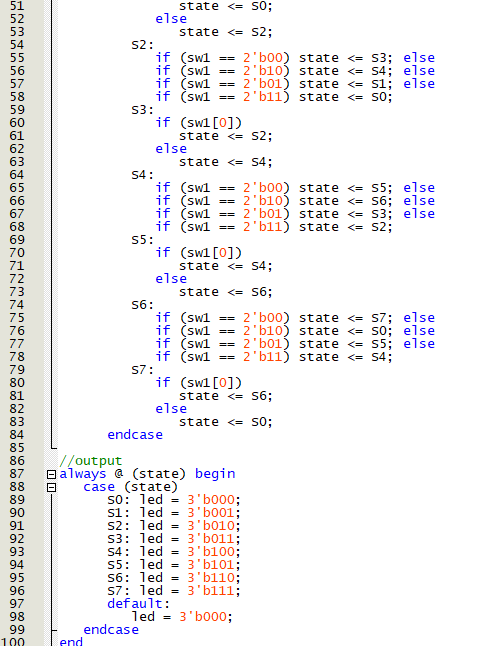 51 state <= S0;
52 else
53 state <= S2;
54 S2:
55 if (sw1 == 2'b00) state <= S3; else
56 if (sw1 == 2'b10) state <= S4; else
57 if (sw1 == 2'b01) state <= S1; else
58 if (sw1 == 2'b11) state <= S0;
59 S3:
60 if (sw1[0])
61 state <= S2;
62 else
63 state <= S4;
64 S4:
65 if (sw1 == 2'b00) state <= S5; else
66 if (sw1 == 2'b10) state <= S6; else
67 if (sw1 == 2'b01) state <= S3; else
68 if (sw1 == 2'b11) state <= S2;
69 S5:
70 if (sw1[0])
71 state <= S4;
72 else
73 state <= S6;
74 S6:
75 if (sw1 == 2'b00) state <= S7; else
76 if (sw1 == 2'b10) state <= S0; else
77 if (sw1 == 2'b01) state <= S5; else
78 if (sw1 == 2'b11) state <= S4;
79 S7:
80 if (sw1[0])
81 state <= S6;
82 else
83 state <= S0;
84 endcase
85
86 //output
87 always @ (state) begin
88 case (state)
89 S0: led = 3'b000;
90 S1: led = 3'b001;
91 S2: led = 3'b010;
92 S3: led = 3'b011;
93 S4: led = 3'b100;
94 S5: led = 3'b101;
95 S6: led = 3'b110;
96 S7: led = 3'b111;
97 default:
98 led = 3'b000;
99 endcase
100 end